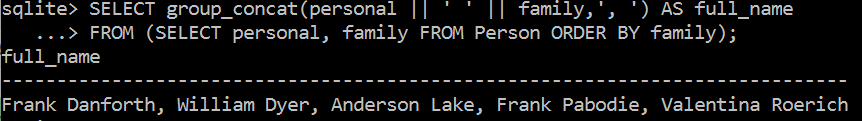 sqlite> SELECT group_concat(personal || ' ' || family,', ') AS full_name
   ...> FROM (SELECT personal, family FROM Person ORDER BY family);
full_name
--------------------------------------------------------------------------
Frank Danforth, William Dyer, Anderson Lake, Frank Pabodie, Valentina Roerich